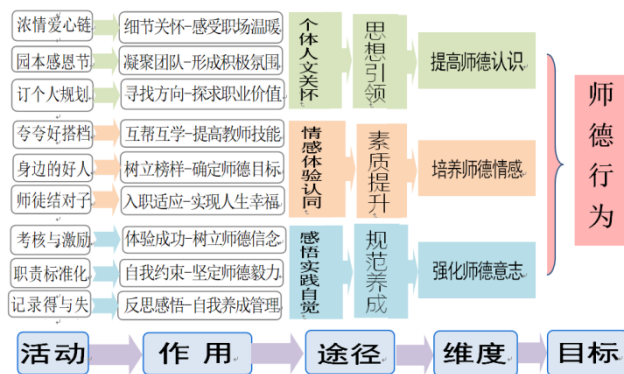 浓情爱心链
细节关怀-感受职场温暖
园本感恩节
凝聚团队-形成积极氛围
订个人规划
寻找方向-探求职业价值
个体人文关怀
思想引领
提高师德认识
夸夸好搭档
互帮互学-提高教师技能
身边的好人
树立榜样-确定师德目标
师徒结对子
入职适应-实现人生幸福
情感体验认同
素质提升
培养师德情感
考核与激励
体验成功-树立师德信念
职责标准化
自我约束-坚定师德毅力
记录得与失
反思感悟-自我养成管理
感悟实践自觉
规范养成
强化师德意志
师德行为
活动
作用
途径
维度
目标